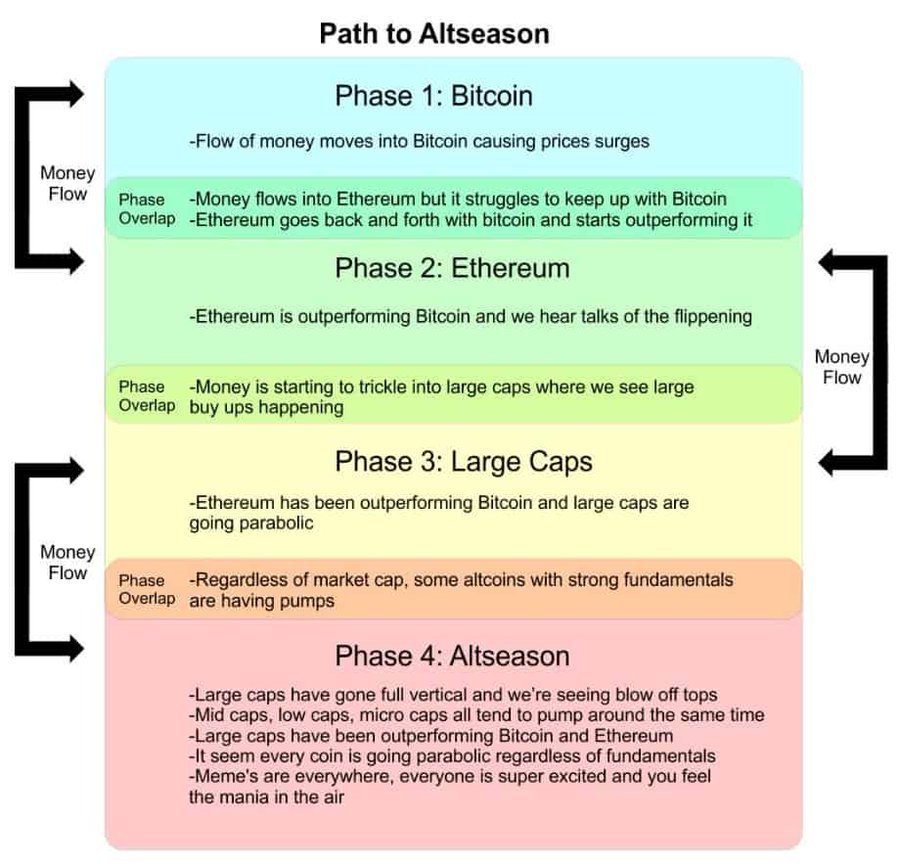 Path to Altseason
Phase 1: Bitcoin
-Flow of money moves into Bitcoin causing prices surges
Money
Flow
Phase
Overlap
-Money flows into Ethereum but it struggles to keep up with Bitcoin
-Ethereum goes back and forth with bitcoin and starts outperforming it
Phase 2: Ethereum
-Ethereum is outperforming Bitcoin and we hear talks of the flippening
Money
Flow
Phase
Overlap
-Money is starting to trickle into large caps where we see large
buy ups happening
Phase 3: Large Caps
-Ethereum has been outperforming Bitcoin and large caps are
going parabolic
Money
Flow
Phase
Overlap
-Regardless of market cap, some altcoins with strong fundamentals
are having pumps
Phase 4: Altseason
-Large caps have gone full vertical and we're seeing blow off tops
-Mid caps, low caps, micro caps all tend to pump around the same time
-Large caps have been outperforming Bitcoin and Ethereum
-It seem every coin is going parabolic regardless of fundamentals
-Meme's are everywhere, everyone is super excited and you feel
the mania in the air